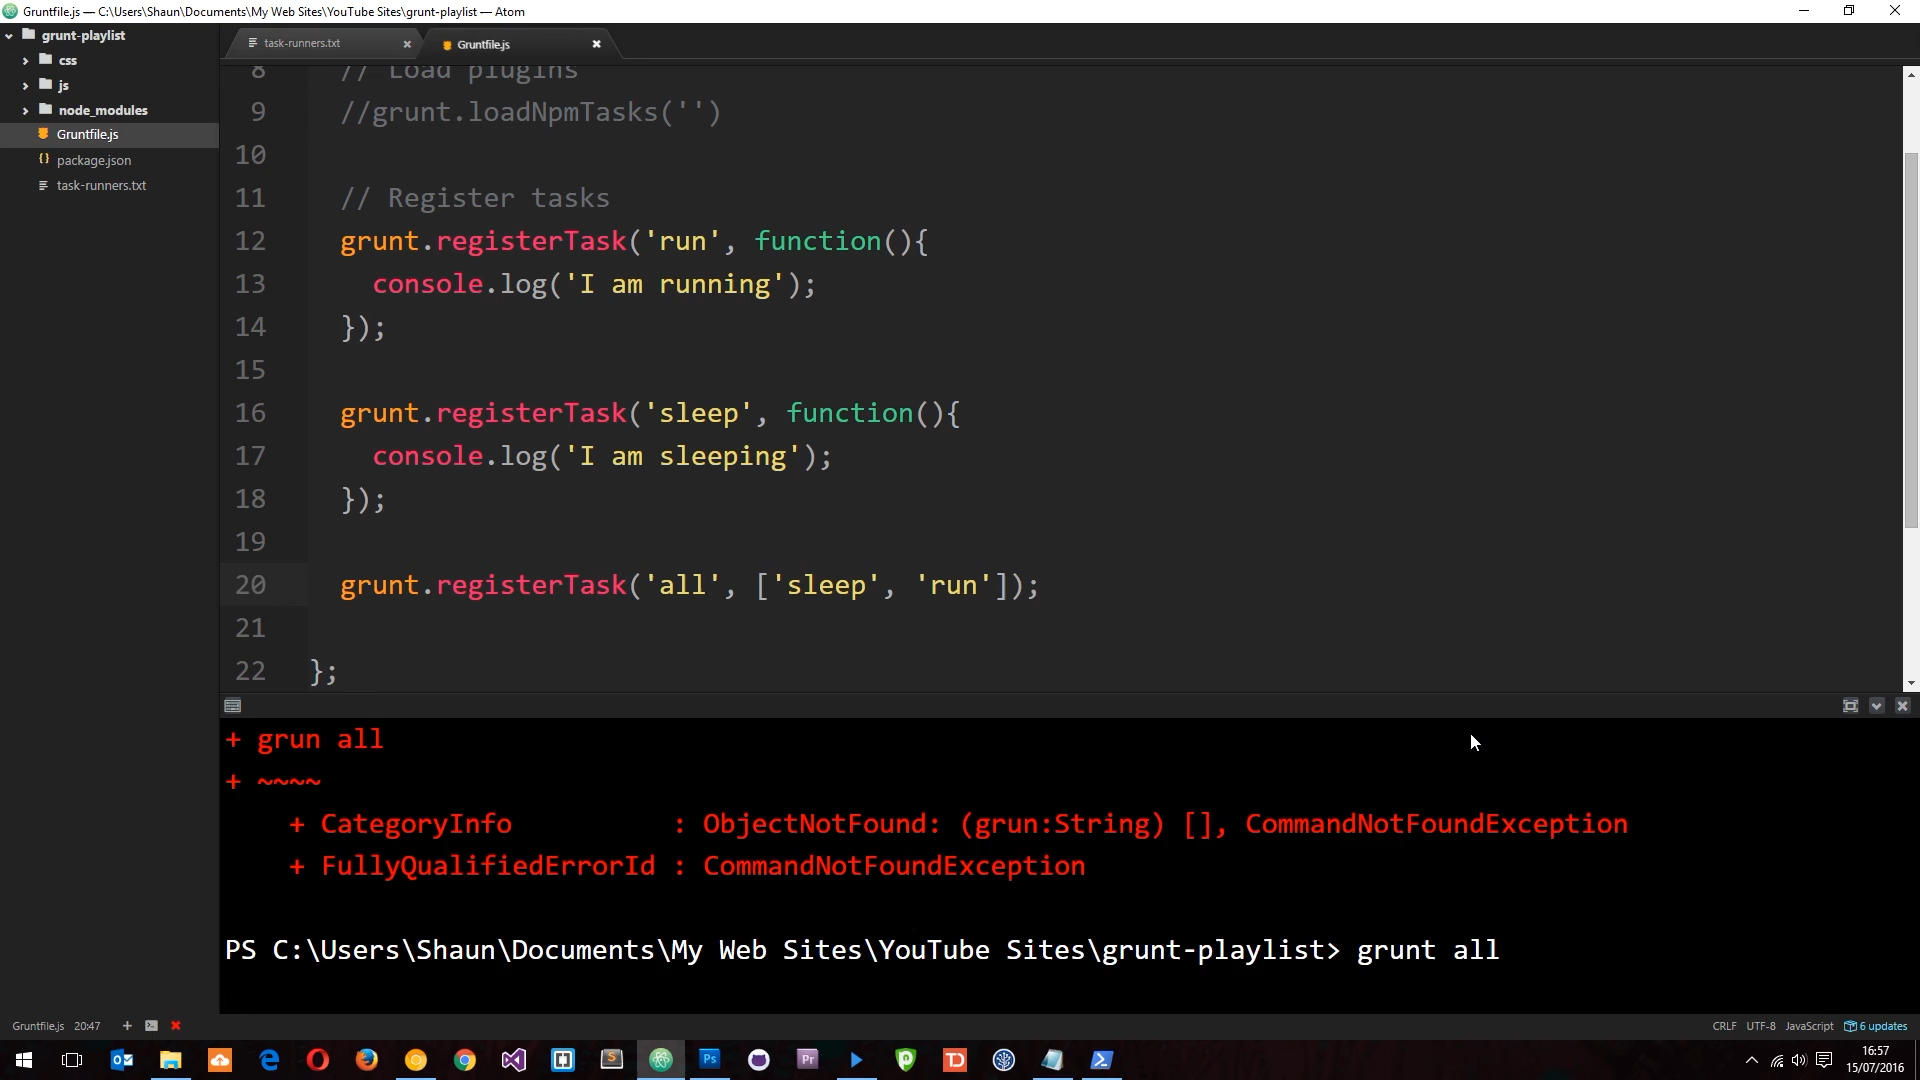 Gruntfile.js — C:\Users\Shaun\Documents\My Web Sites\YouTube Sites\grunt-playlist — Atom
grunt-playlist
css
js
node_modules
Gruntfile.js
package.json
task-runners.txt
task-runners.txt
Gruntfile.js
8 // Load plugins
9 //grunt.loadNpmTasks('')
10
11 // Register tasks
12 grunt.registerTask('run', function(){
13 console.log('I am running');
14 });
15
16 grunt.registerTask('sleep', function(){
17 console.log('I am sleeping');
18 });
19
20 grunt.registerTask('all', ['sleep', 'run']);
21
22 };
+ grun all
+ ~~~~
+ CategoryInfo : ObjectNotFound: (grun:String) [], CommandNotFoundException
+ FullyQualifiedErrorId : CommandNotFoundException
PS C:\Users\Shaun\Documents\My Web Sites\YouTube Sites\grunt-playlist> grunt all
Gruntfile.js 20:47
CRLF UTF-8 JavaScript 6 updates
Ps Pr TD
16:57
15/07/2016